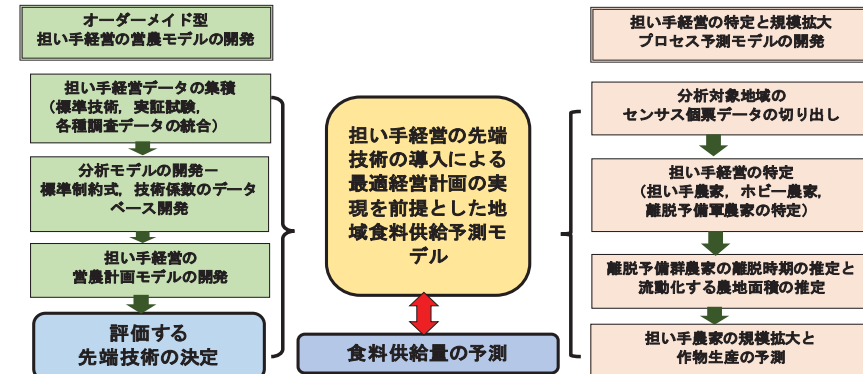 オーダーメイド型
担い手経営の営農モデルの開発
担い手経営データの集積
（標準技術，実証試験，
各種調査データの統合）
分析モデルの開発－
標準制約式，技術係数のデータ
ベース開発
担い手経営の
営農計画モデルの開発
評価する
先端技術の決定
担い手経営の先端
技術の導入による
最適経営計画の実
現を前提とした地
域食料供給予測モ
デル
食料供給量の予測
担い手経営の特定と規模拡大
プロセス予測モデルの開発
分析対象地域の
センサス個票データの切り出し
担い手経営の特定
（担い手農家，ホビー農家，
離脱予備軍農家の特定）
離脱予備群農家の離脱時期の推定と
流動化する農地面積の推定
担い手農家の規模拡大と
作物生産の予測